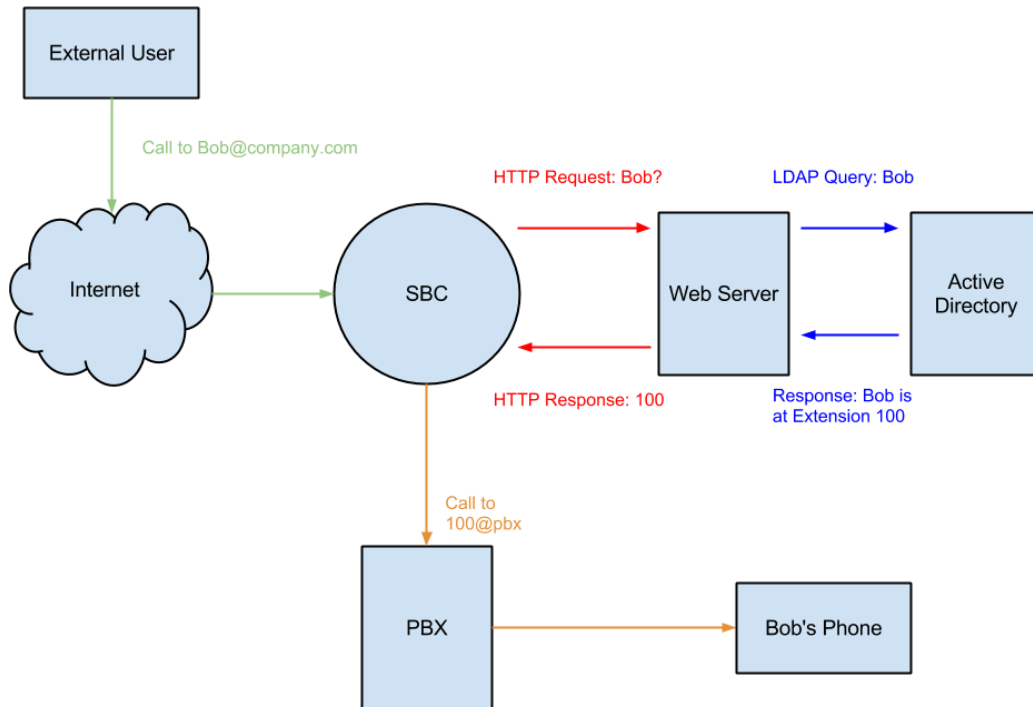 External User
Call to Bob@company.com
HTTP Request: Bob?
LDAP Query: Bob
Internet
SBC
Web Server
Active
Directory
HTTP Response: 100
Response: Bob is
at Extension 100
Call to
100@pbx
PBX
Bob's Phone